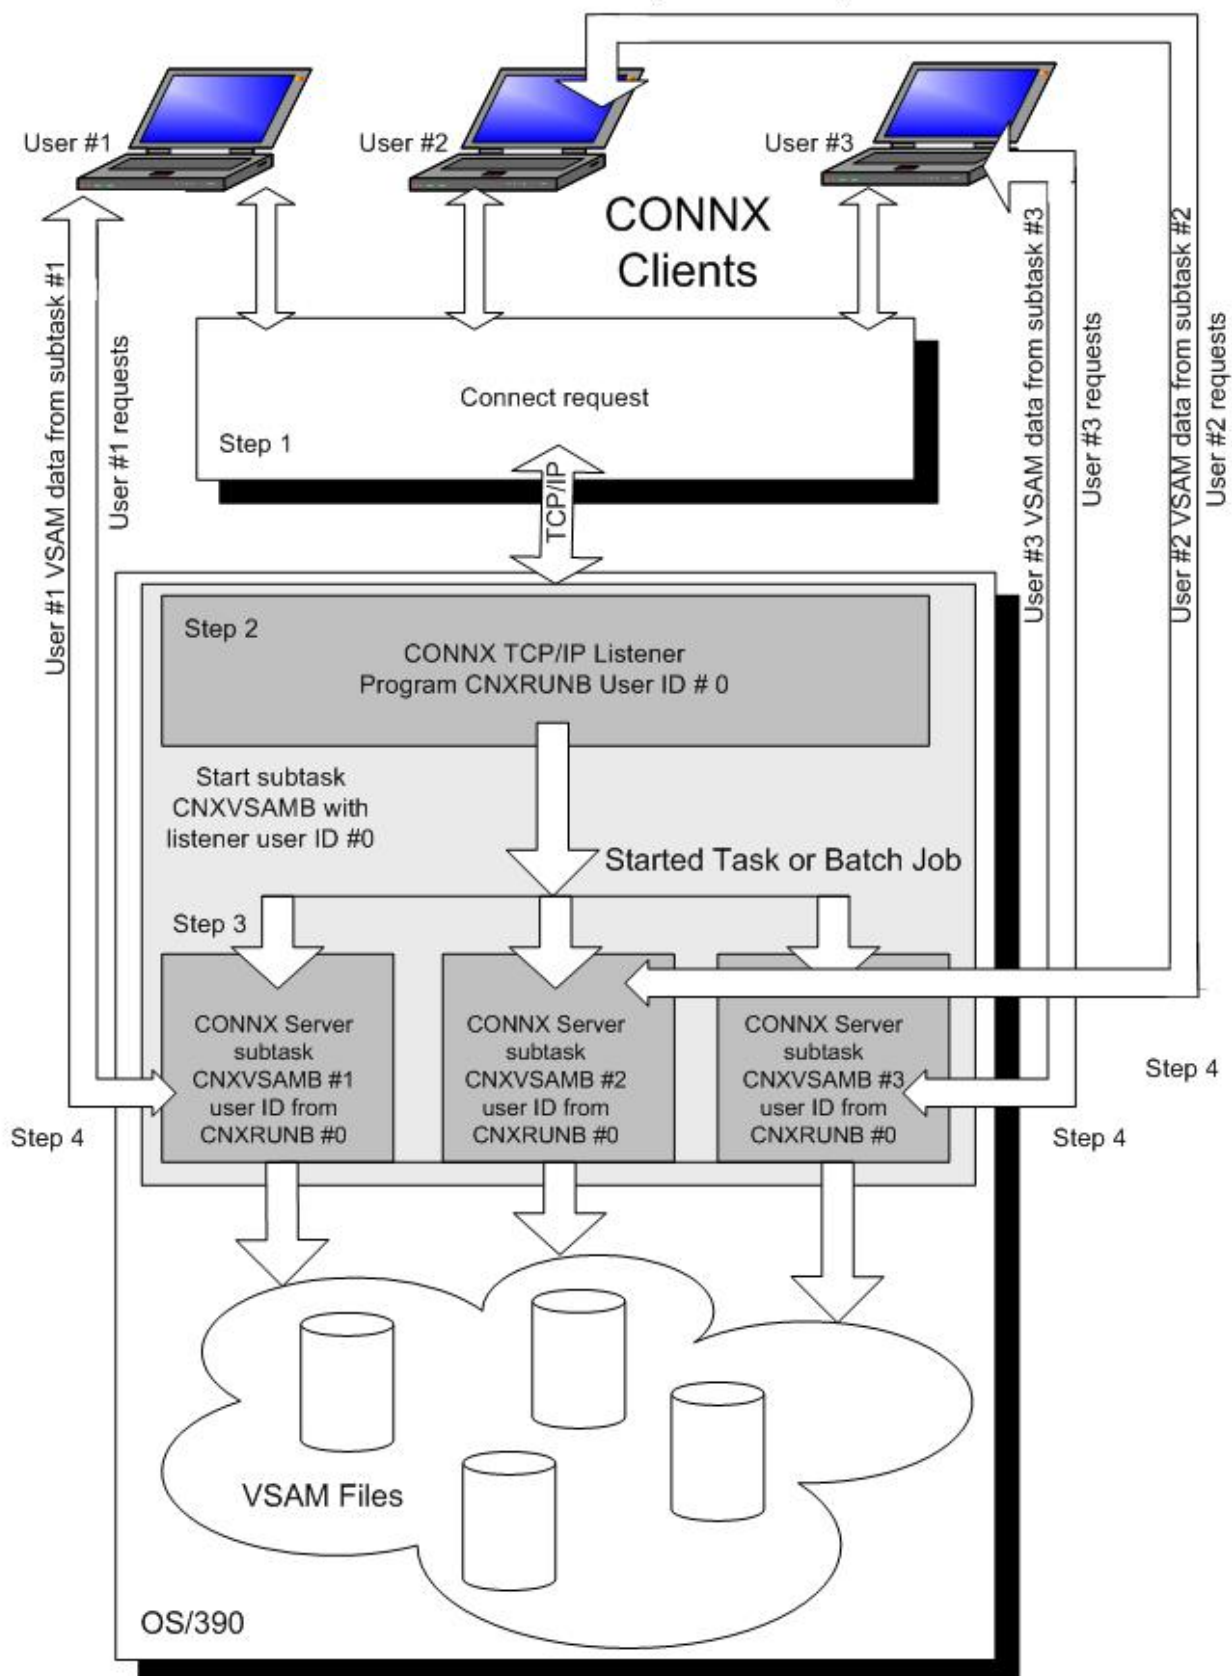 User #1
User #2
User #3
CONNX
Clients
User #1 VSAM data from subtask #1
User #1 requests
User #3 VSAM data from subtask #3
User #3 requests
User #2 VSAM data from subtask #2
User #2 requests
Connect request
Step 1
TCP/IP
Step 2
CONNX TCP/IP Listener
Program CNXRUNB User ID # 0
Start subtask
CNXVSAMB with
listener user ID #0
Started Task or Batch Job
Step 3
CONNX Server
subtask
CNXVSAMB #1
user ID from
CNXRUNB #0
CONNX Server
subtask
CNXVSAMB #2
user ID from
CNXRUNB #0
CONNX Server
subtask
CNXVSAMB #3
user ID from
CNXRUNB #0
Step 4
Step 4
Step 4
VSAM Files
OS/390